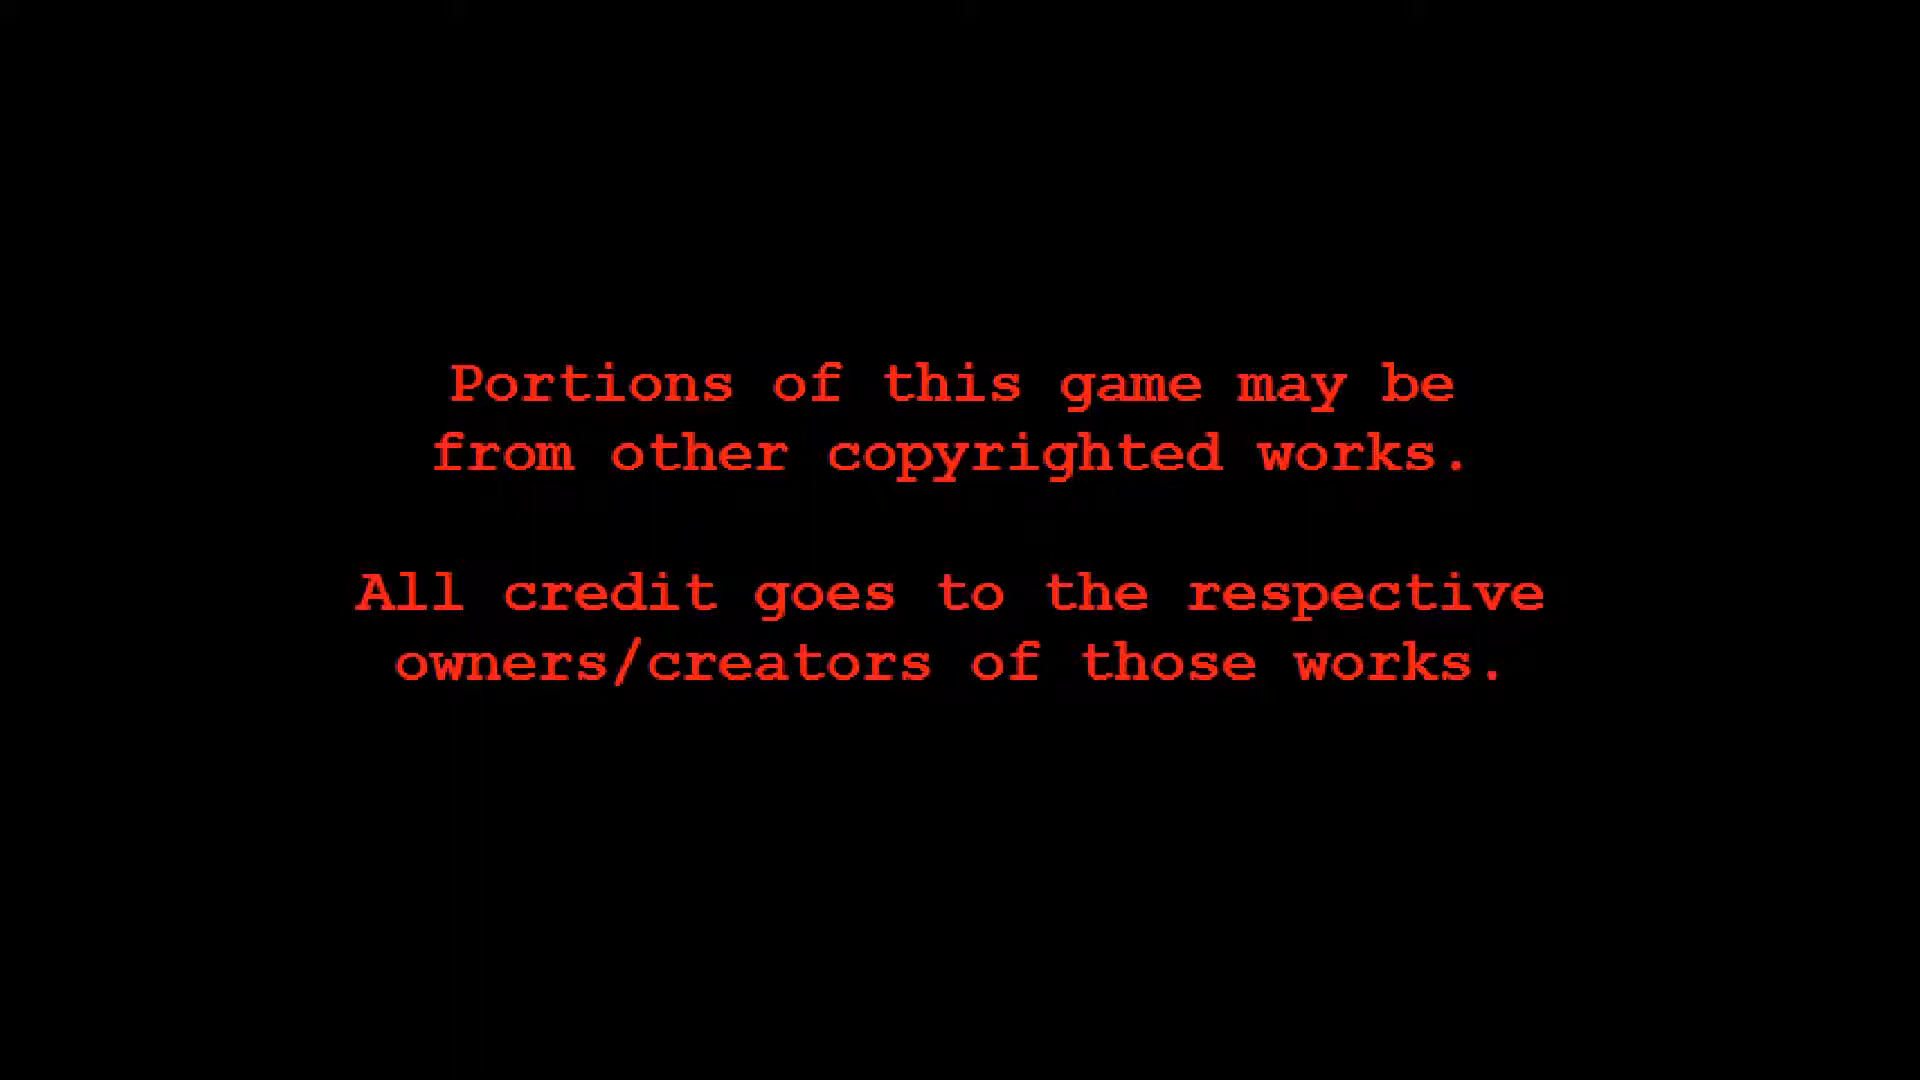 Portions of this game may be
from other copyrighted works.
All credit goes to the respective
owners/creators of those works.